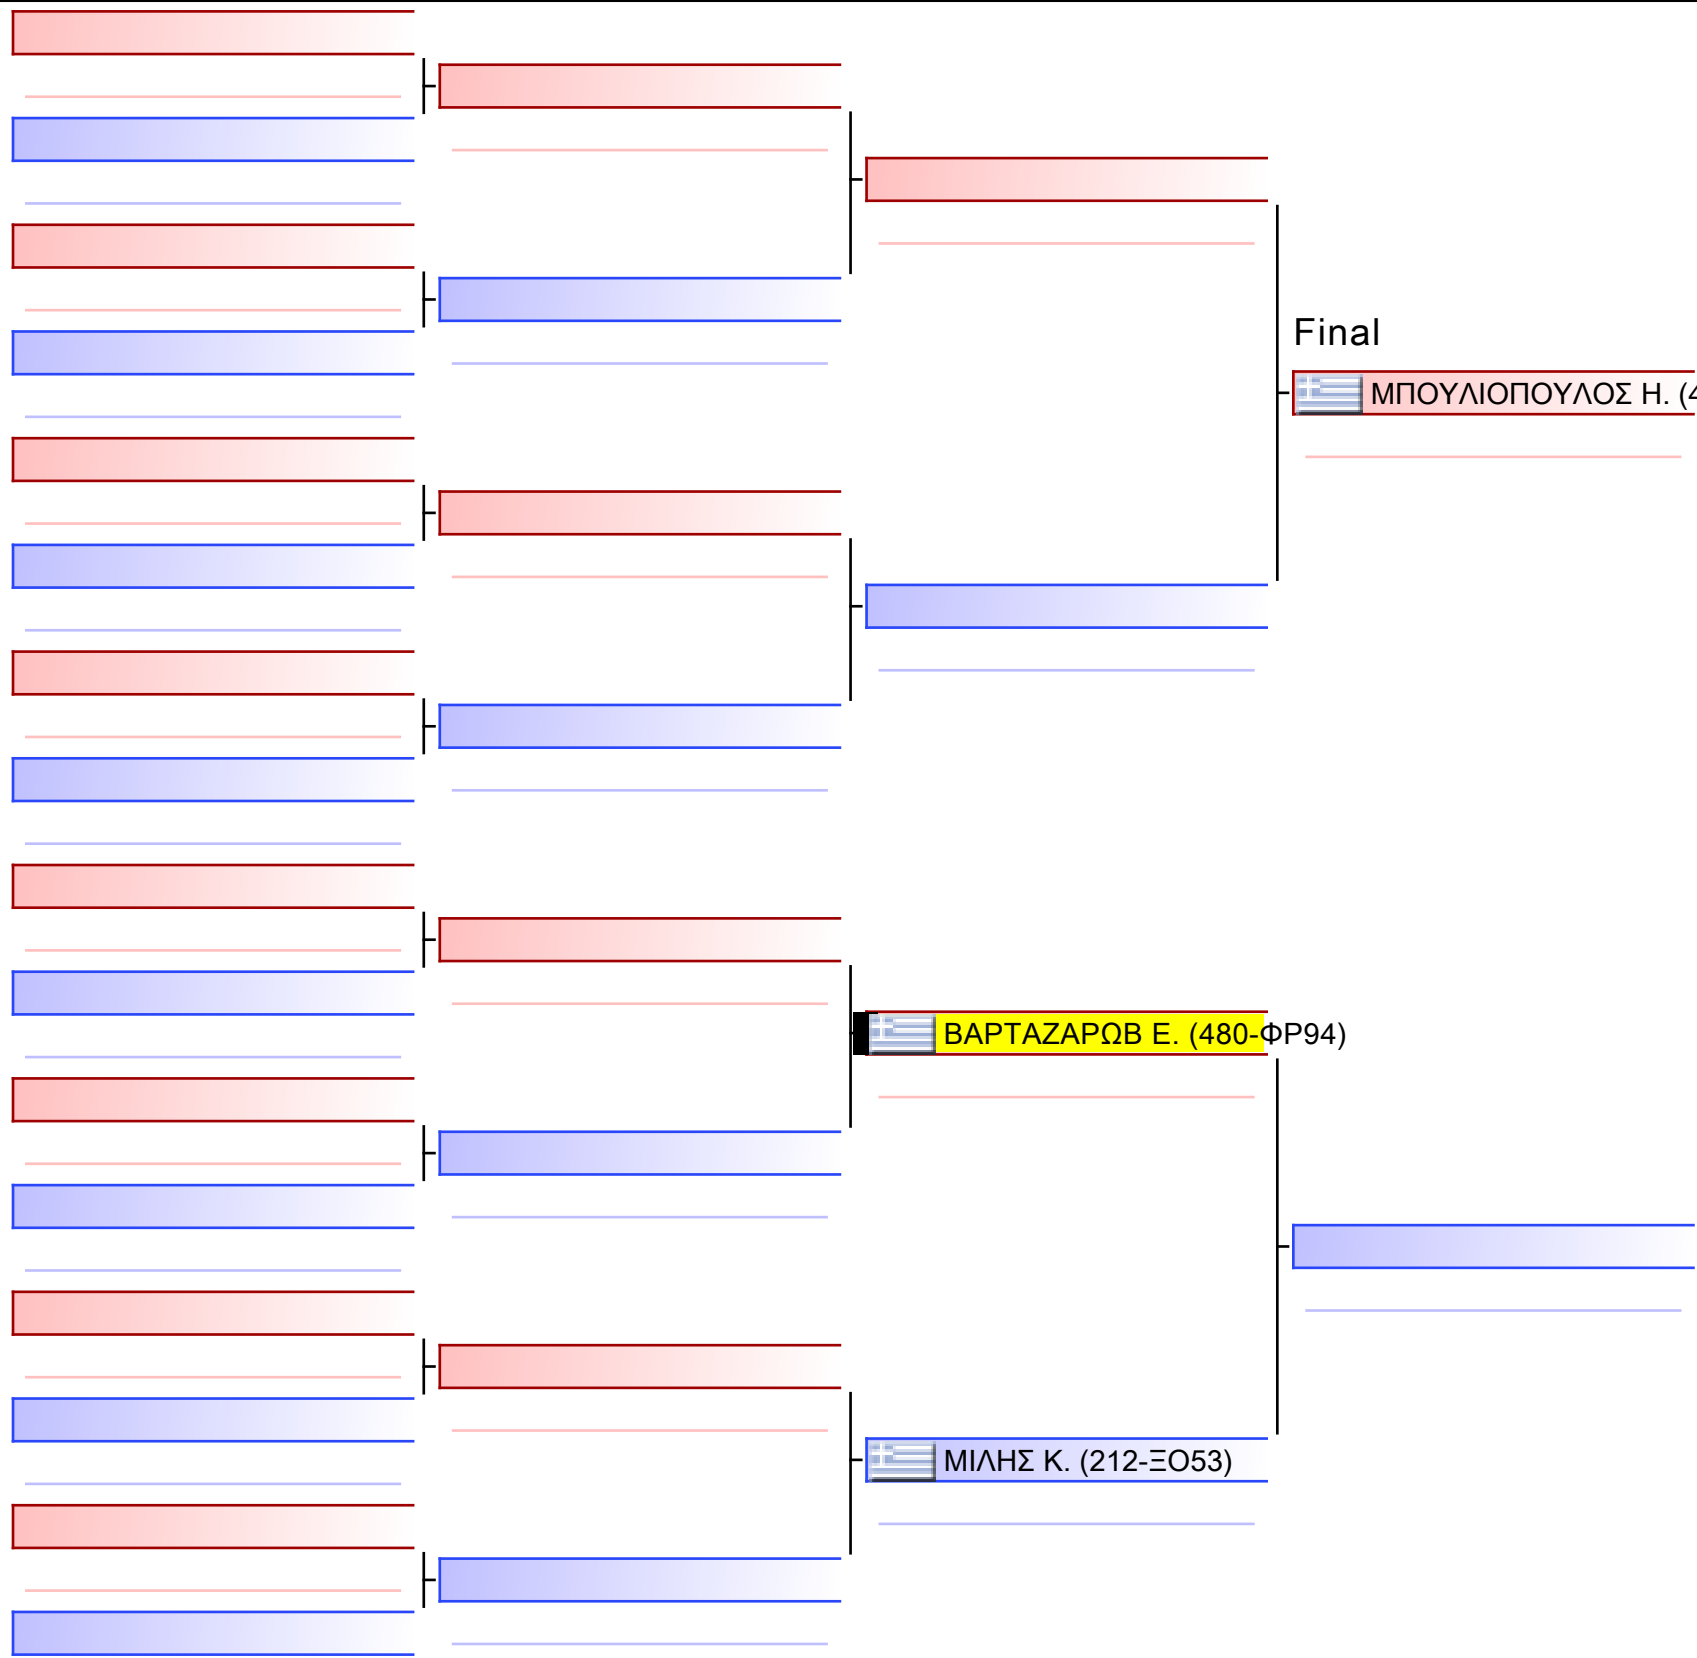 Final
ΜΠΟΥΛΙΟΠΟΥΛΟΣ Η. (4
ΒΑΡΤΑΖΑΡΩΒ Ε. (480-ΦΡ94)
ΜΙΛΗΣ Κ. (212-ΞΟ53)